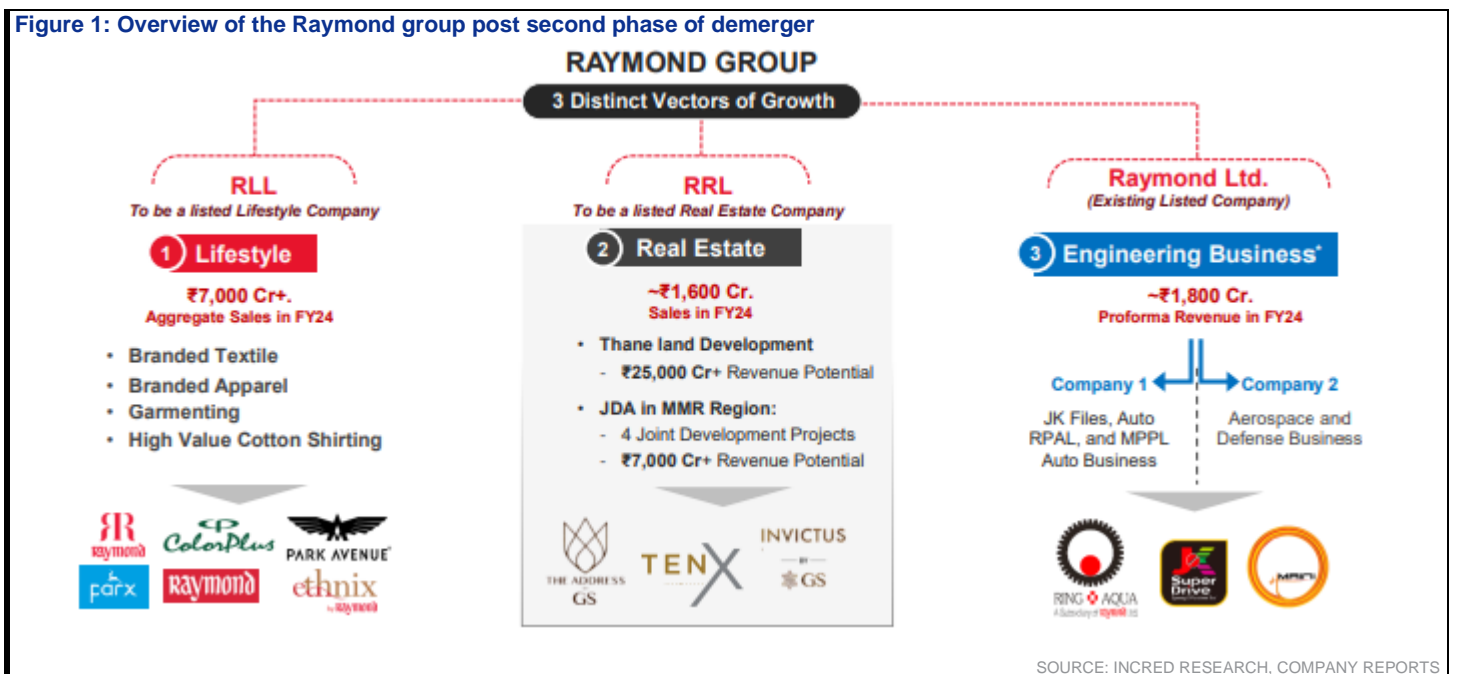 Figure 1: Overview of the Raymond group post second phase of demerger
RAYMOND GROUP
3 Distinct Vectors of Growth
RLL
To be a listed Lifestyle Company
1 Lifestyle
₹7,000 Cr+.
Aggregate Sales in FY24
• Branded Textile
• Branded Apparel
• Garmenting
• High Value Cotton Shirting
Raymond
ColorPlus
PARK AVENUE
parx
Raymond
ethnix
by Raymond
RRL
To be a listed Real Estate Company
2 Real Estate
~₹1,600 Cr.
Sales in FY24
• Thane land Development
- ₹25,000 Cr+ Revenue Potential
• JDA in MMR Region:
- 4 Joint Development Projects
- ₹7,000 Cr+ Revenue Potential
THE ADDRESS
GS
TENX
INVICTUS
BY
GS
Raymond Ltd.
(Existing Listed Company)
3 Engineering Business*
~₹1,800 Cr.
Proforma Revenue in FY24
Company 1
JK Files, Auto
RPAL, and MPPL
Auto Business
Company 2
Aerospace and
Defense Business
RING AQUA
A Subsidiary of Raymond Ltd.
Super
Drive
SOURCE: INCRED RESEARCH, COMPANY REPORTS